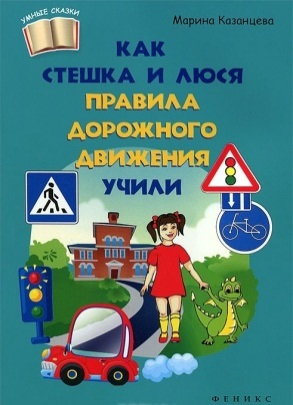 УМНЫЕ СКАЗКИ
Марина Казанцева
КАК
СТЕШКА И ЛЮСЯ
ПРАВИЛА
ДОРОЖНОГО
ДВИЖЕНИЯ
УЧИЛИ
ФЕНИКС